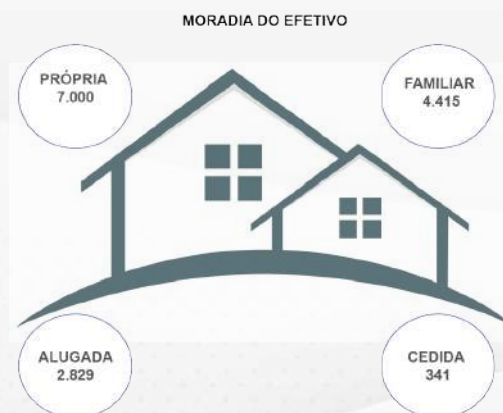 MORADIA DO EFETIVO
PRÓPRIA
7.000
FAMILIAR
4.415
ALUGADA
2.829
CEDIDA
341